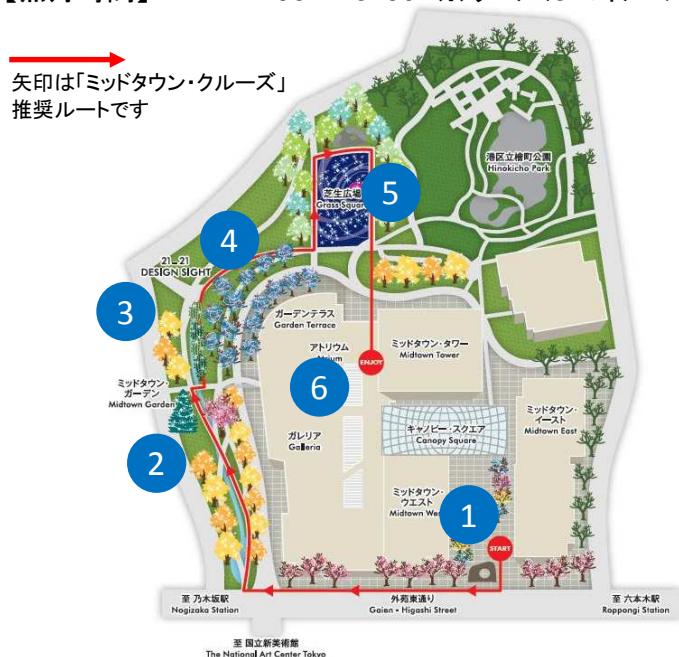 矢印は「ミッドタウン・クルーズ」
推奨ルートです
港区立檜町公園
Hinokicho Park
芝生広場
Grass Square
5
4
21_21
DESIGN SIGHT
3
ガーデンテラス
Garden Terrace
アトリウム
ミッドタウン・タワー
Midtown Tower
ENJOY
6
ミッドタウン・
ガーデン
Midtown Garden
ガレリア
Galleria
キャノピー・スクエア
Canopy Square
ミッドタウン・
イースト
Midtown East
2
ミッドタウン・
ウエスト
Midtown West
1
START
至 乃木坂駅
Nogizaka Station
外苑東通り
Gaien - Higashi Street
至 六本木駅
Roppongi Station
至 国立新美術館
The National Art Center Tokyo